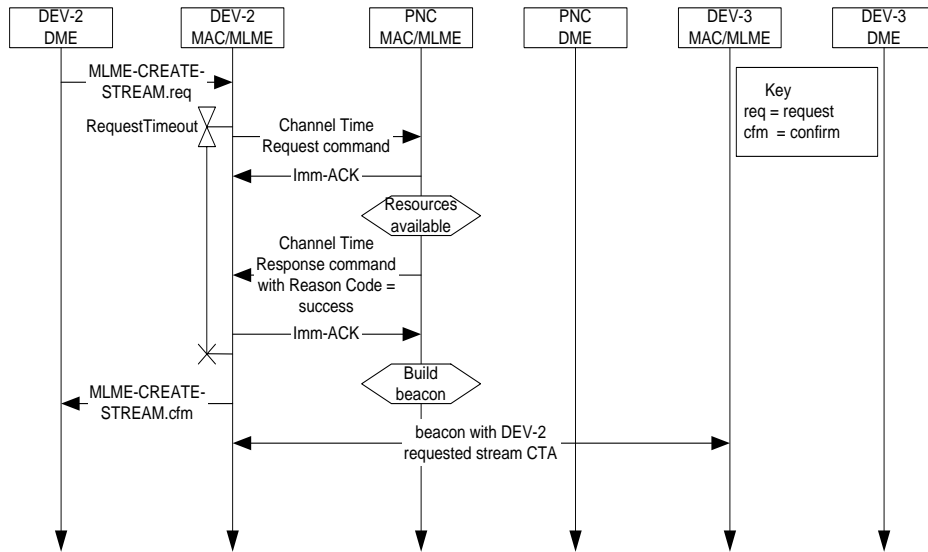 DEV-2
DME
DEV-2
MAC/MLME
PNC
MAC/MLME
PNC
DME
DEV-3
MAC/MLME
DEV-3
DME
MLME-CREATE-
STREAM.req
Key
req = request
cfm = confirm
RequestTimeout
Channel Time
Request command
Imm-ACK
Resources
available
Channel Time
Response command
with Reason Code =
success
Imm-ACK
Build
beacon
MLME-CREATE-
STREAM.cfm
beacon with DEV-2
requested stream CTA